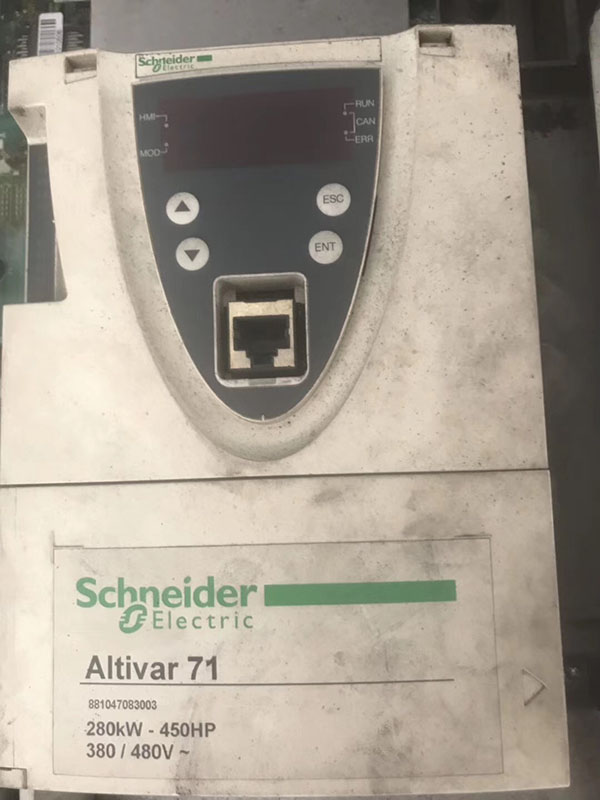 Schneider
Electric
HMI
RUN
CAN
MOD
ERR
ESC
ENT
Schneider
Electric
Altivar 71
881047083003
280kW - 450HP
380 / 480V ~